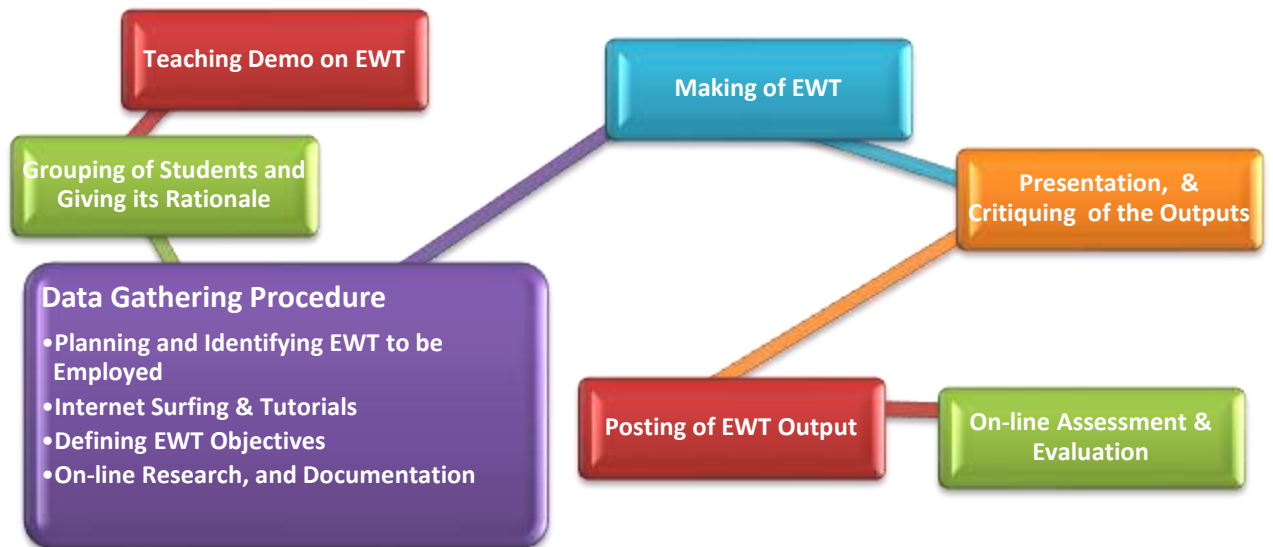 Teaching Demo on EWT
Grouping of Students and
Giving its Rationale
Data Gathering Procedure
•Planning and Identifying EWT to be
Employed
•Internet Surfing & Tutorials
•Defining EWT Objectives
•On-line Research, and Documentation
Making of EWT
Presentation, &
Critiquing of the Outputs
Posting of EWT Output
On-line Assessment &
Evaluation